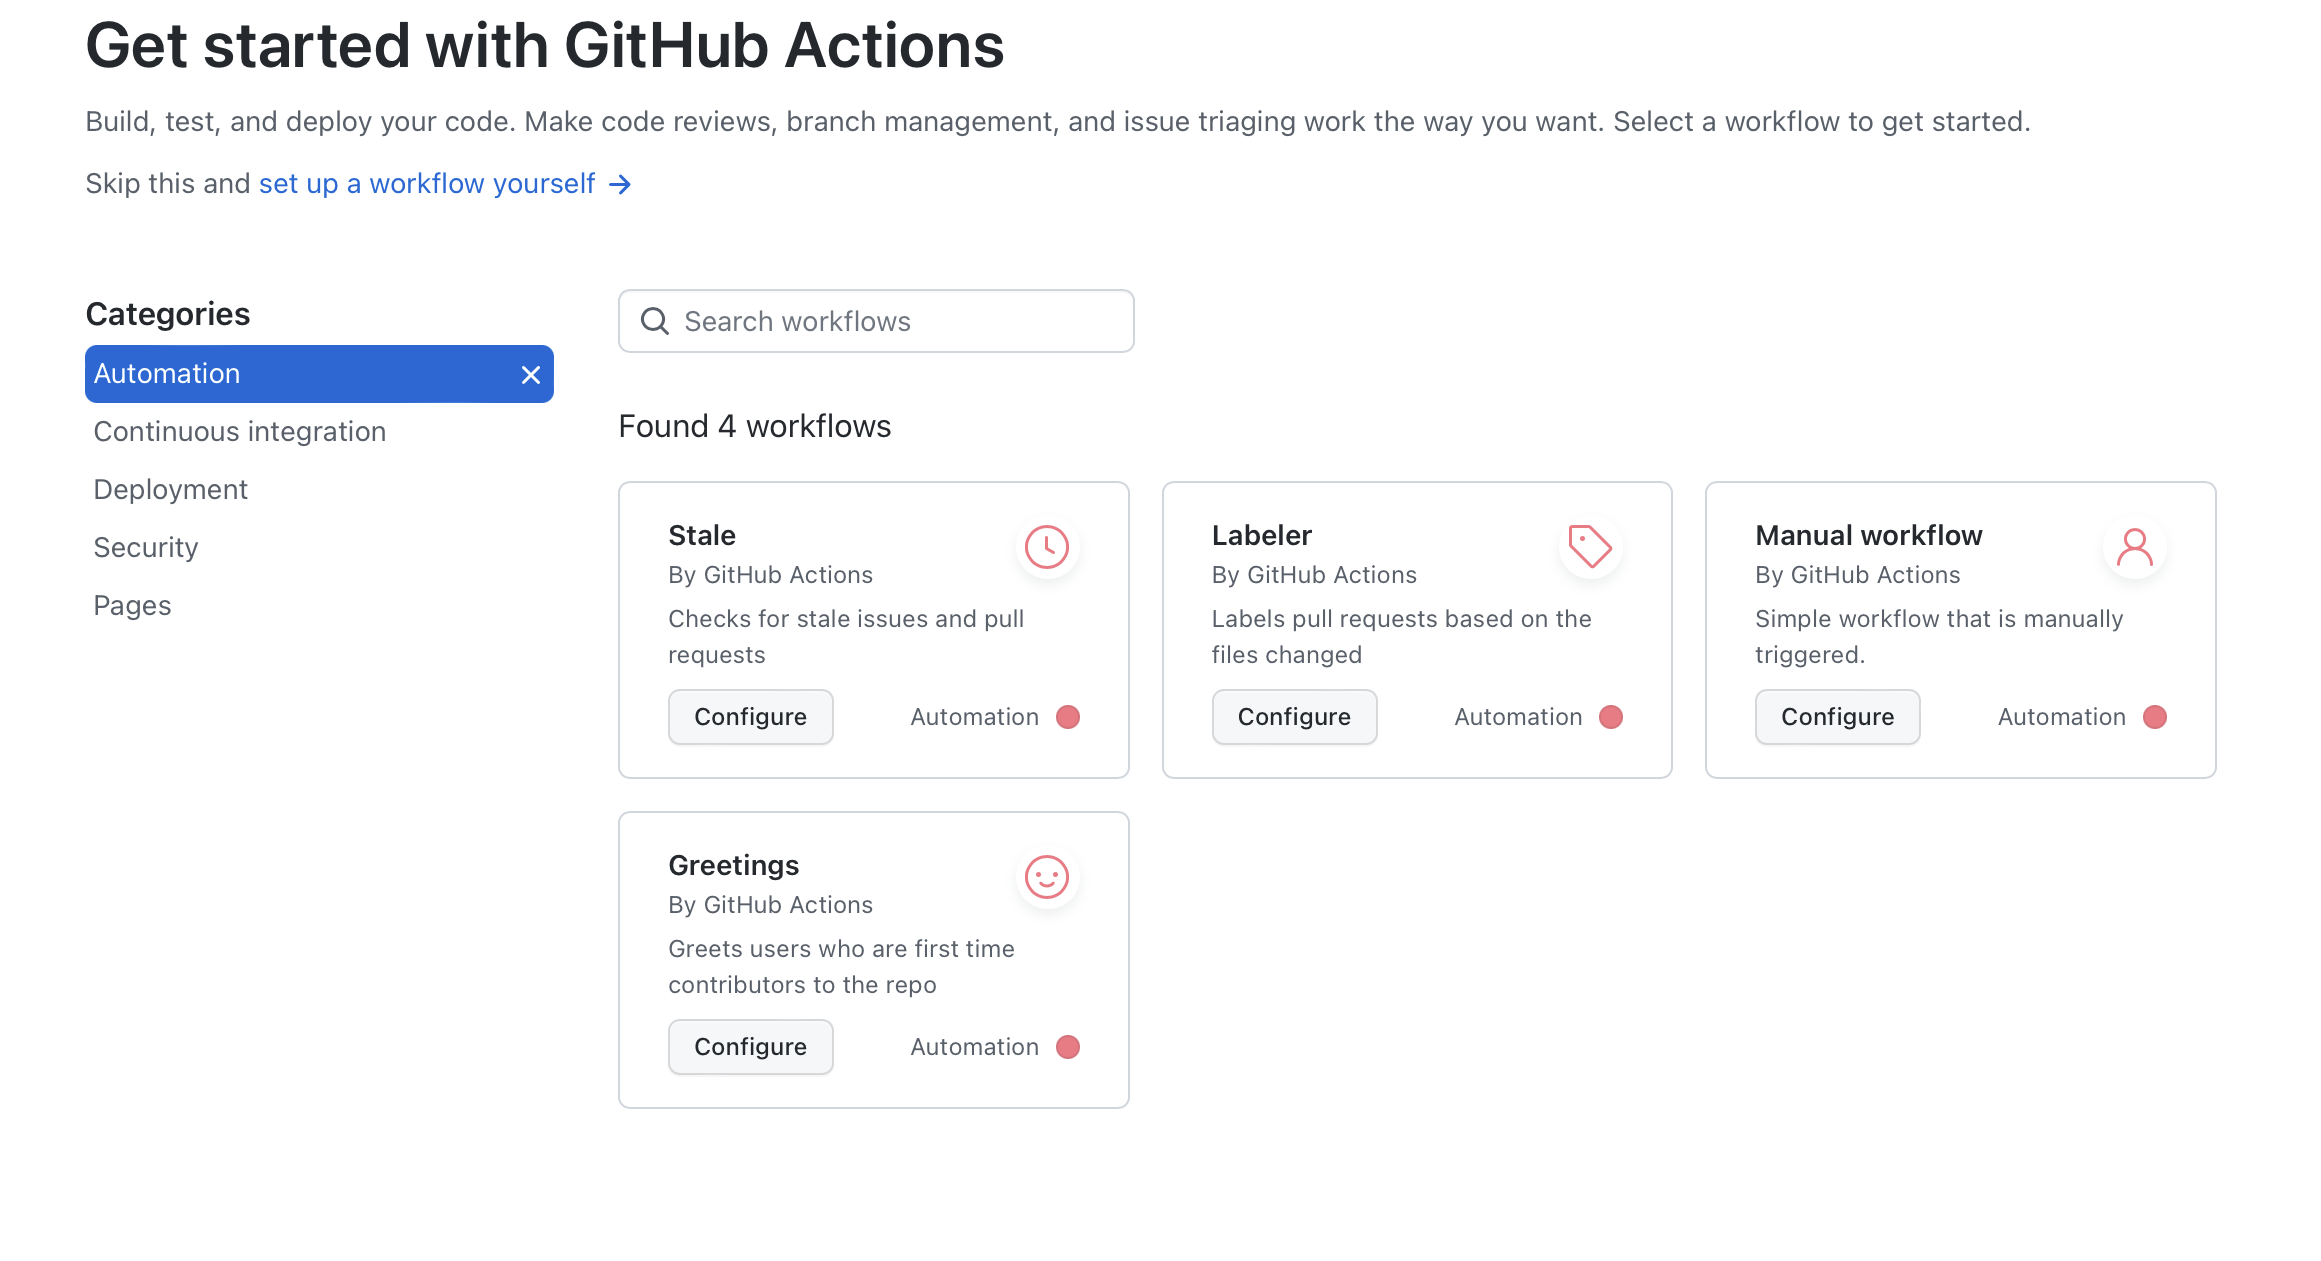 Get started with GitHub Actions
Build, test, and deploy your code. Make code reviews, branch management, and issue triaging work the way you want. Select a workflow to get started.
Skip this and set up a workflow yourself →
Categories
Automation
Continuous integration
Deployment
Security
Pages
Search workflows
Found 4 workflows
Stale
By GitHub Actions
Checks for stale issues and pull
requests
Configure
Automation
Labeler
By GitHub Actions
Labels pull requests based on the
files changed
Configure
Automation
Manual workflow
By GitHub Actions
Simple workflow that is manually
triggered.
Configure
Automation
Greetings
By GitHub Actions
Greets users who are first time
contributors to the repo
Configure
Automation